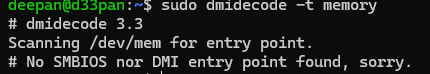 deepan@d33pan:~$ sudo dmidecode -t memory
# dmidecode 3.3
Scanning /dev/mem for entry point.
# No SMBIOS nor DMI entry point found, sorry.